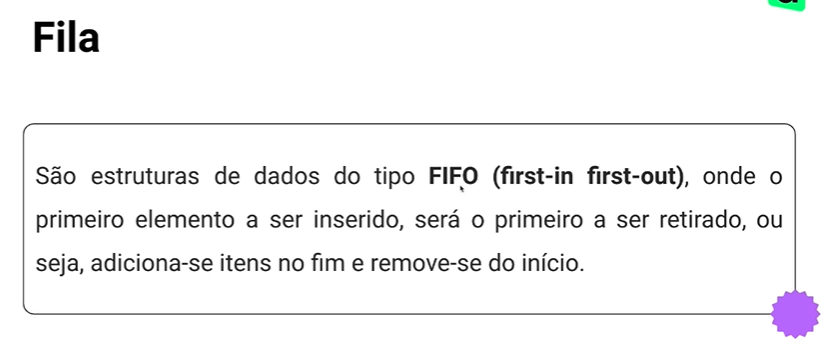 Fila
São estruturas de dados do tipo FIFO (first-in first-out), onde o
primeiro elemento a ser inserido, será o primeiro a ser retirado, ou
seja, adiciona-se itens no fim e remove-se do início.